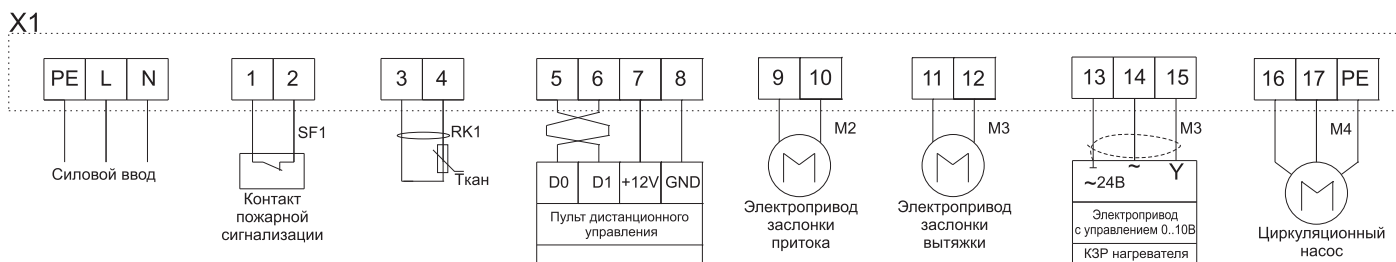 X1
PE L N
1 2
3 4
5 6 7 8
9 10
11 12
13 14 15
16 17 PE
SF1
RK1
M2
M3
M3
M4
Силовой ввод
Контакт
пожарной
сигнализации
Tкан
D0 D1 +12V GND
Пульт дистанционного
управления
M
Электропривод
заслонки
притока
M
Электропривод
заслонки
вытяжки
~24В ~ Y
Электропривод
с управлением 0..10В
КЗР нагревателя
M
Циркуляционный
насос